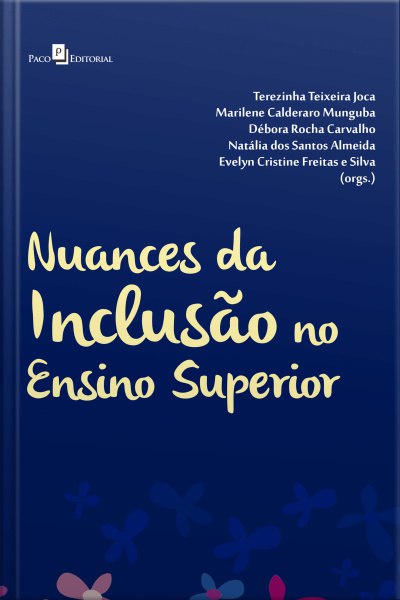 PACO EDITORIAL
Terezinha Teixeira Joca
Marilene Calderaro Munguba
Débora Rocha Carvalho
Natália dos Santos Almeida
Evelyn Cristine Freitas e Silva
(orgs.)
Nuances da
Inclusão no
Ensino Superior